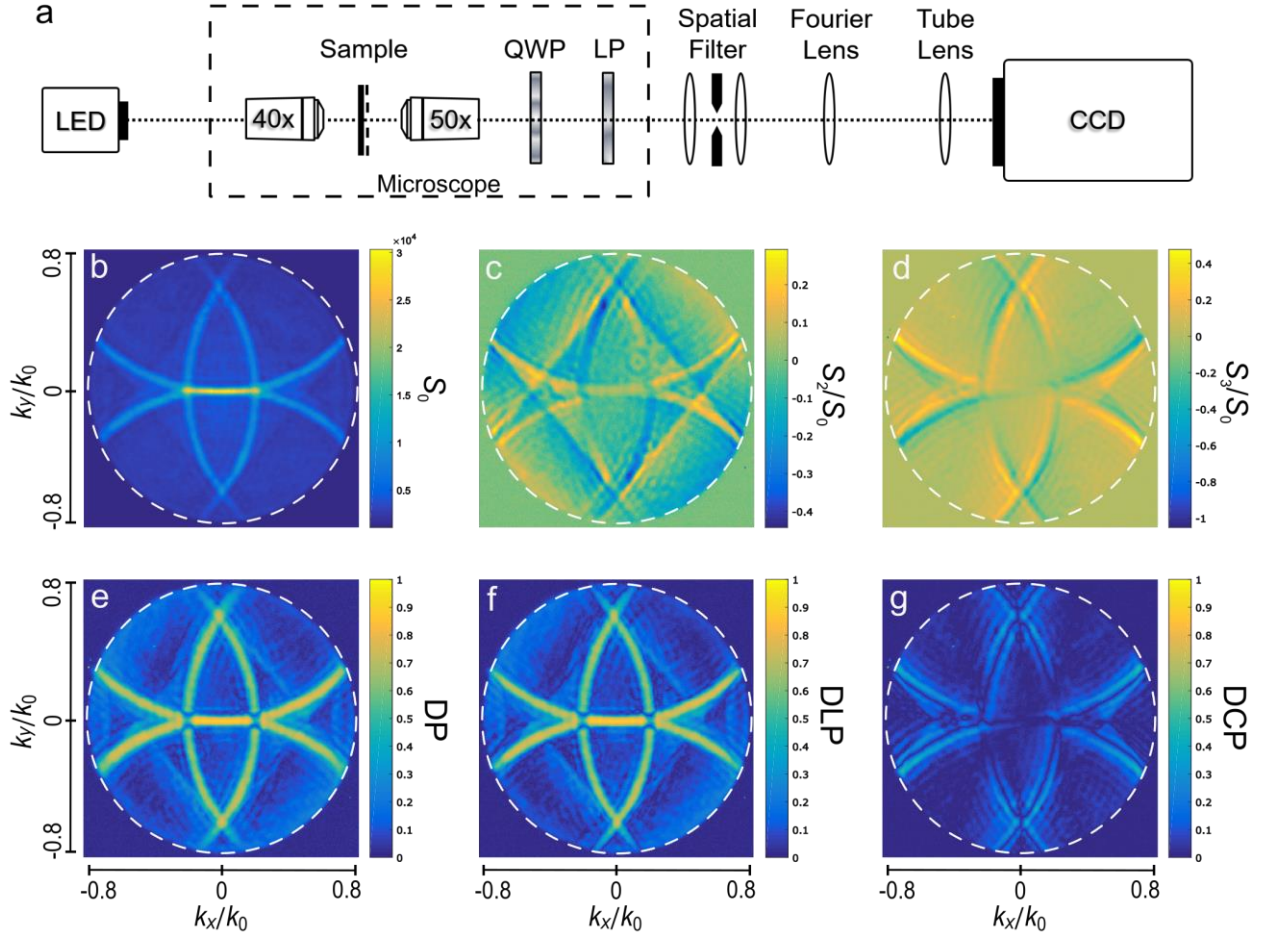 a
Spatial Filter
Fourier Lens
Tube Lens
Sample
QWP
LP
LED
40x
50x
CCD
Microscope
b
0.8
0
-0.8
ky/k0
×10⁴
3
2.5
2
1.5
1
0.5
S0
c
0.2
0.1
0
-0.1
-0.2
-0.3
-0.4
S2/S0
d
0.4
0.2
0
-0.2
-0.4
-0.6
-0.8
-1
S3/S0
e
0.8
0
-0.8
ky/k0
1
0.9
0.8
0.7
0.6
0.5
0.4
0.3
0.2
0.1
0
DP
f
1
0.9
0.8
0.7
0.6
0.5
0.4
0.3
0.2
0.1
0
DLP
g
1
0.9
0.8
0.7
0.6
0.5
0.4
0.3
0.2
0.1
0
DCP
-0.8 0 0.8
kx/k0
-0.8 0 0.8
kx/k0
-0.8 0 0.8
kx/k0